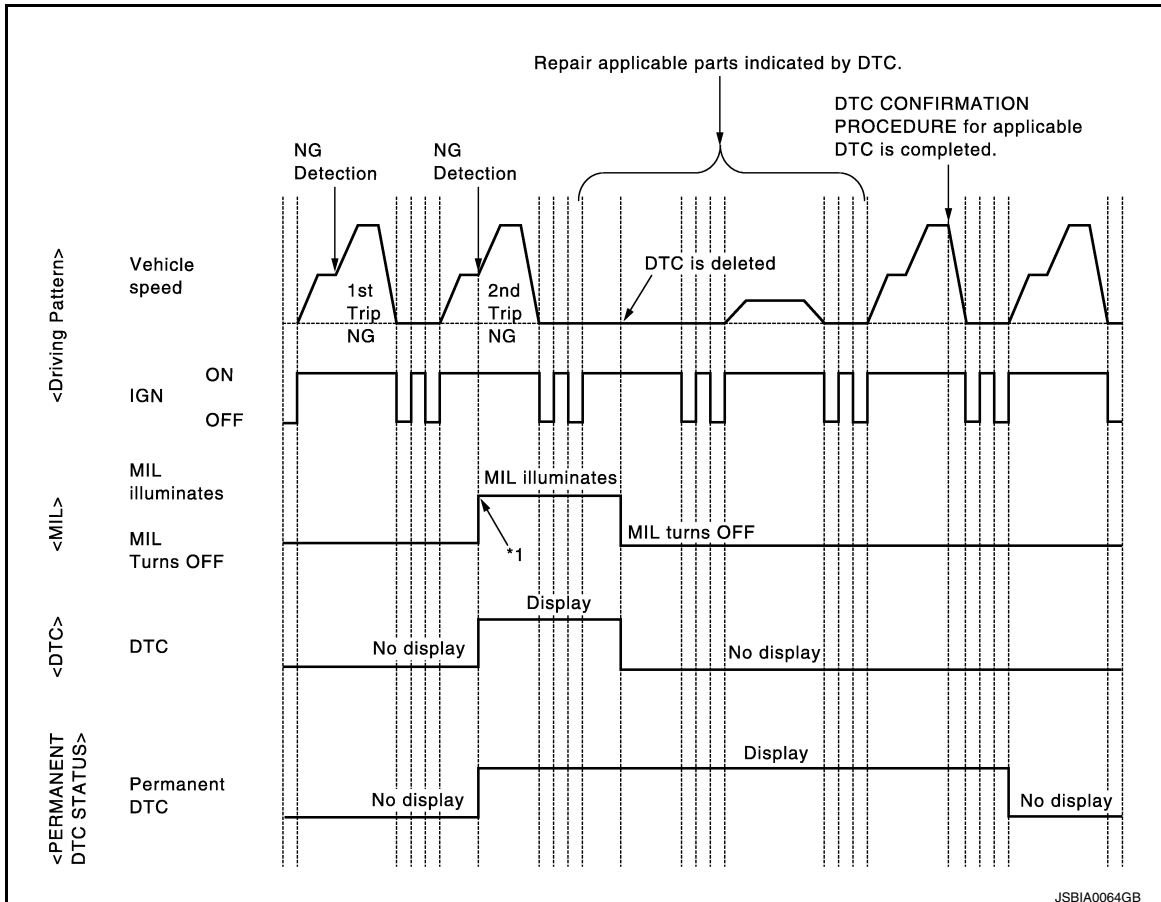 Repair applicable parts indicated by DTC.
DTC CONFIRMATION
PROCEDURE for applicable
DTC is completed.
NG
Detection
NG
Detection
<Driving Pattern>
Vehicle
speed
1st
Trip
NG
2nd
Trip
NG
DTC is deleted
IGN
ON
OFF
<MIL>
MIL
illuminates
MIL
Turns OFF
MIL illuminates
*1
MIL turns OFF
<DTC>
DTC
No display
Display
No display
<PERMANENT
DTC STATUS>
Permanent
DTC
No display
Display
No display
JSBIA0064GB